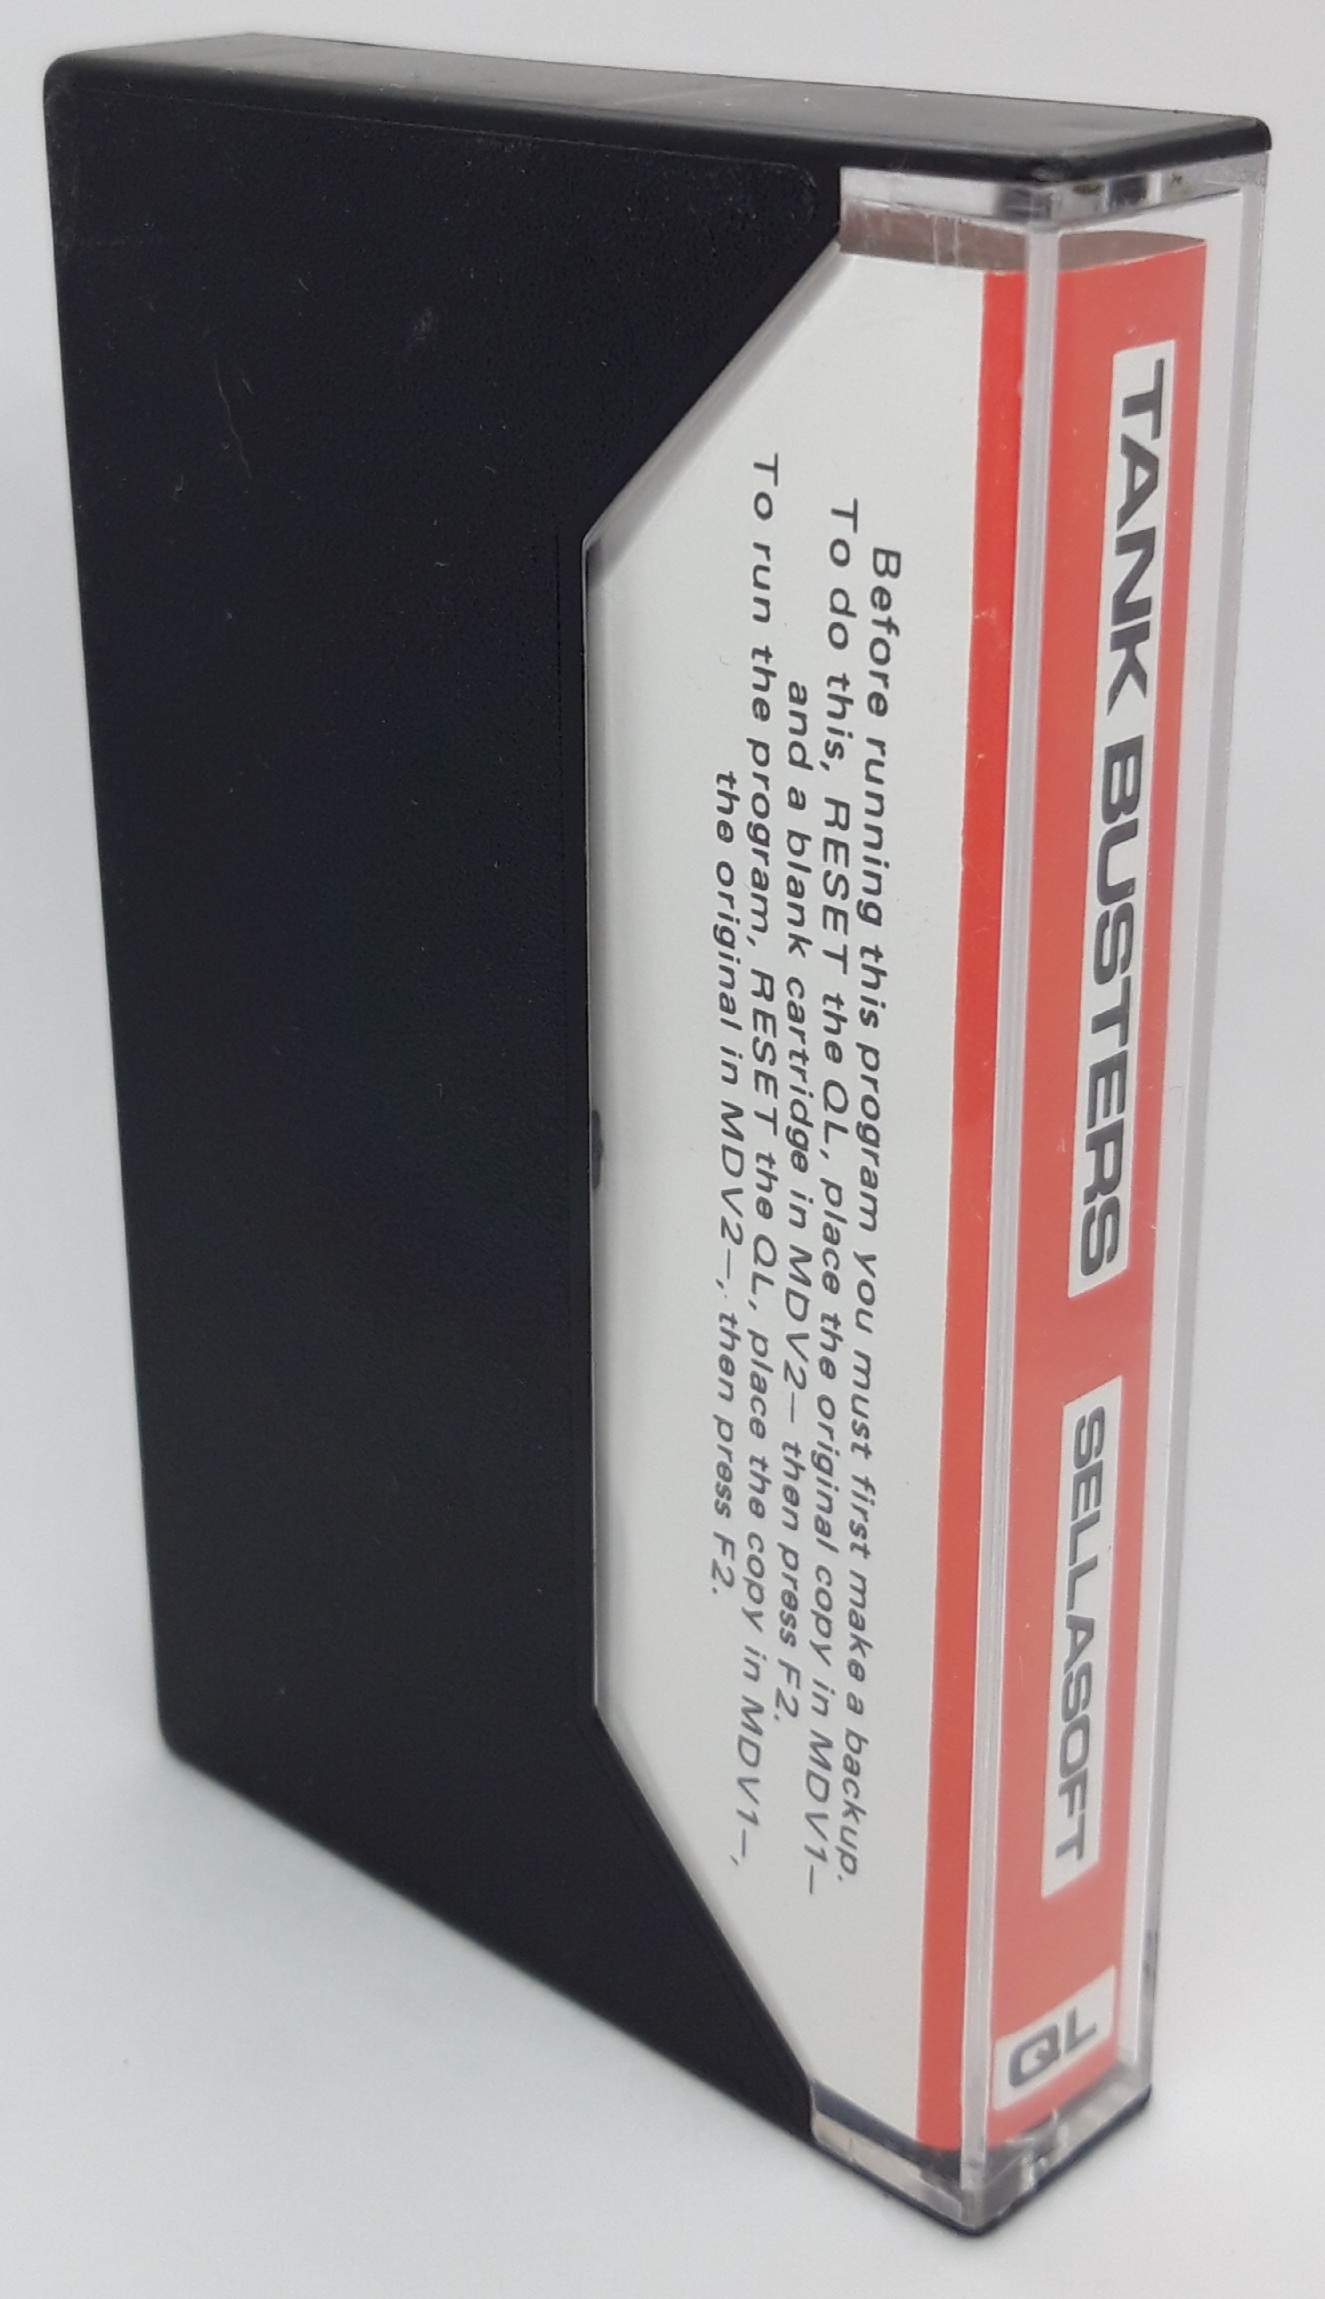 TANK BUSTERS
SELLASOFT
QL
Before running this program you must first make a backup.
To do this, RESET the QL, place the original copy in MDV1—
and a blank cartridge in MDV2— then press F2.
To run the program, RESET the QL, place the copy in MDV1—,
the original in MDV2—, then press F2.